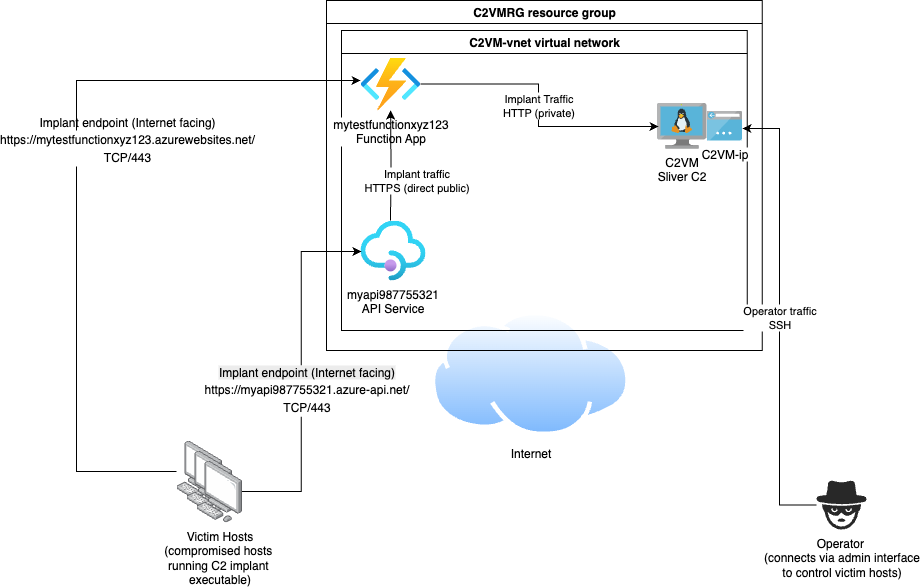 C2VMRG resource group
C2VM-vnet virtual network
Implant endpoint (Internet facing)
https://mytestfunctionxyz123.azurewebsites.net/
TCP/443
mytestfunctionxyz123
Function App
Implant Traffic
HTTP (private)
C2VM-ip
C2VM
Sliver C2
Implant traffic
HTTPS (direct public)
myapi987755321
API Service
Operator traffic
SSH
Implant endpoint (Internet facing)
https://myapi987755321.azure-api.net/
TCP/443
Internet
Victim Hosts
(compromised hosts
running C2 implant
executable)
Operator
(connects via admin interface
to control victim hosts)